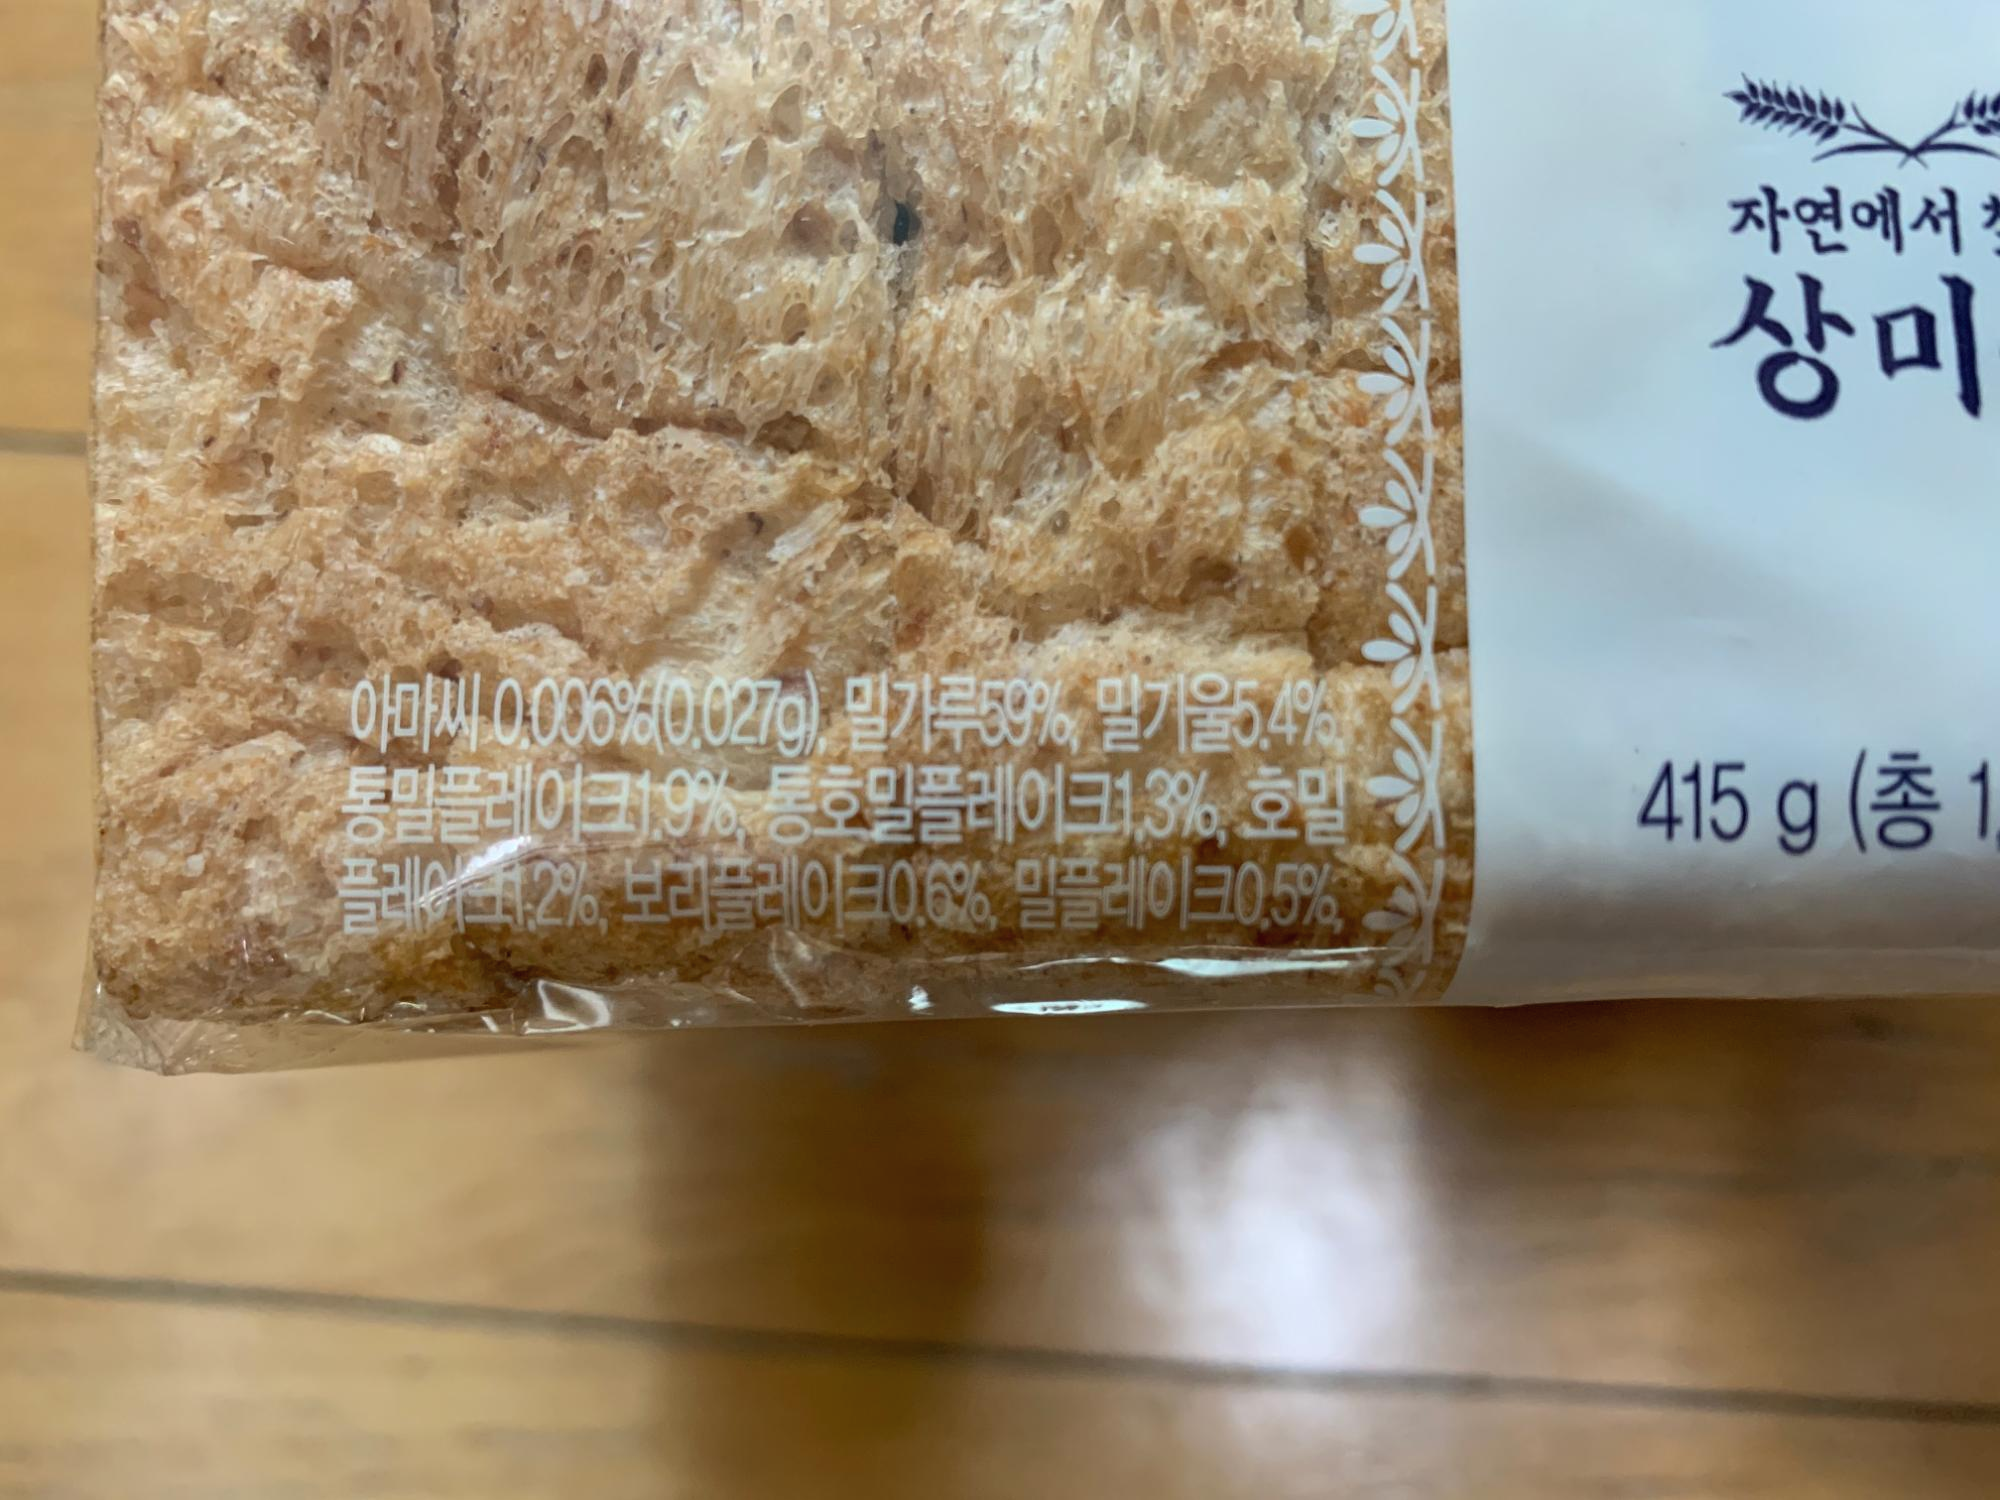 자연에서
상미
아마씨 0.006%(0.027g), 밀가루59%, 밀기울5.4%,
통밀플레이크1.9%, 통호밀플레이크1.3%, 호밀
플레이크1.2%, 보리플레이크0.6%, 밀플레이크0.5%,
415 g (총 1,